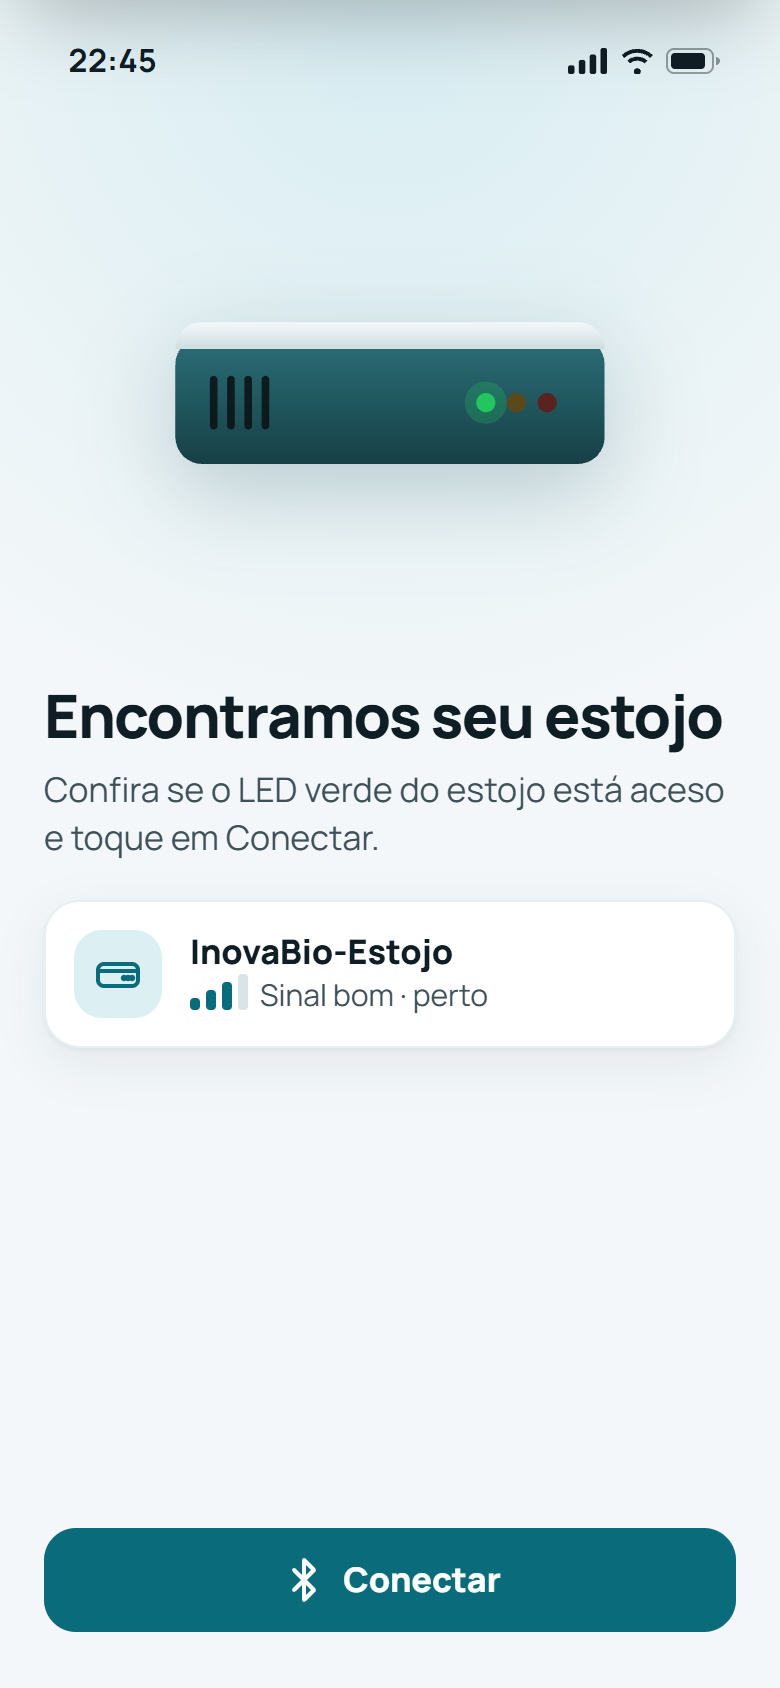 22:45
Encontramos seu estojo
Confira se o LED verde do estojo está aceso
e toque em Conectar.
InovaBio-Estojo
Sinal bom · perto
Conectar